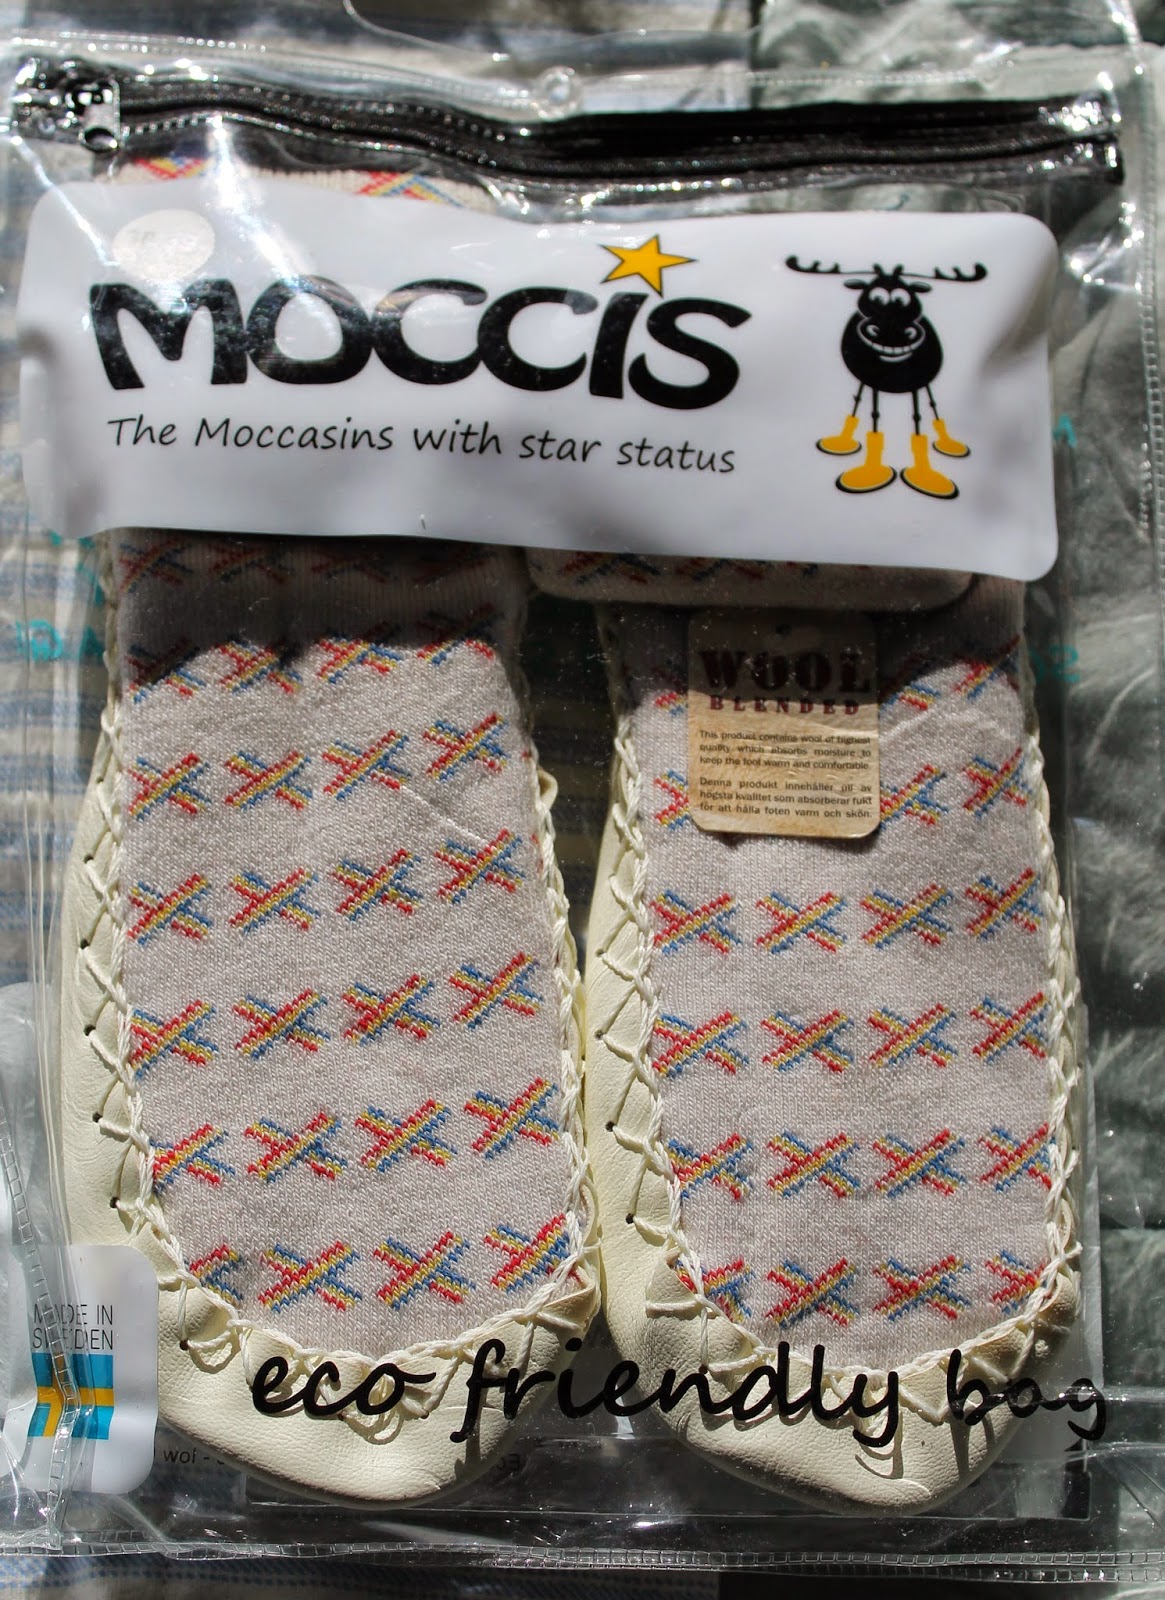 MOCCIS
The Moccasins with star status
WOOL
BLENDED
This product contains wool of highest
quality which absorbs moisture to
keep the foot warm and comfortable.
Denna produkt innehåller ull av
högsta kvalitet som absorberar fukt
för att hålla foten varm och skön.
MADE IN
SWEDEN
eco friendly bag